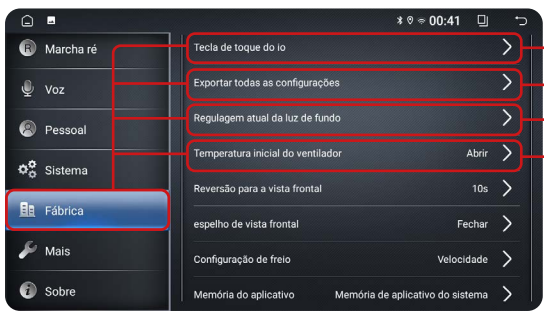 00:41
Marcha ré
Voz
Pessoal
Sistema
Fábrica
Mais
Sobre
Tecla de toque do io
Exportar todas as configurações
Regulagem atual da luz de fundo
Temperatura inicial do ventilador Abrir
Reversão para a vista frontal 10s
espelho de vista frontal Fechar
Configuração de freio Velocidade
Memória do aplicativo Memória de aplicativo do sistema